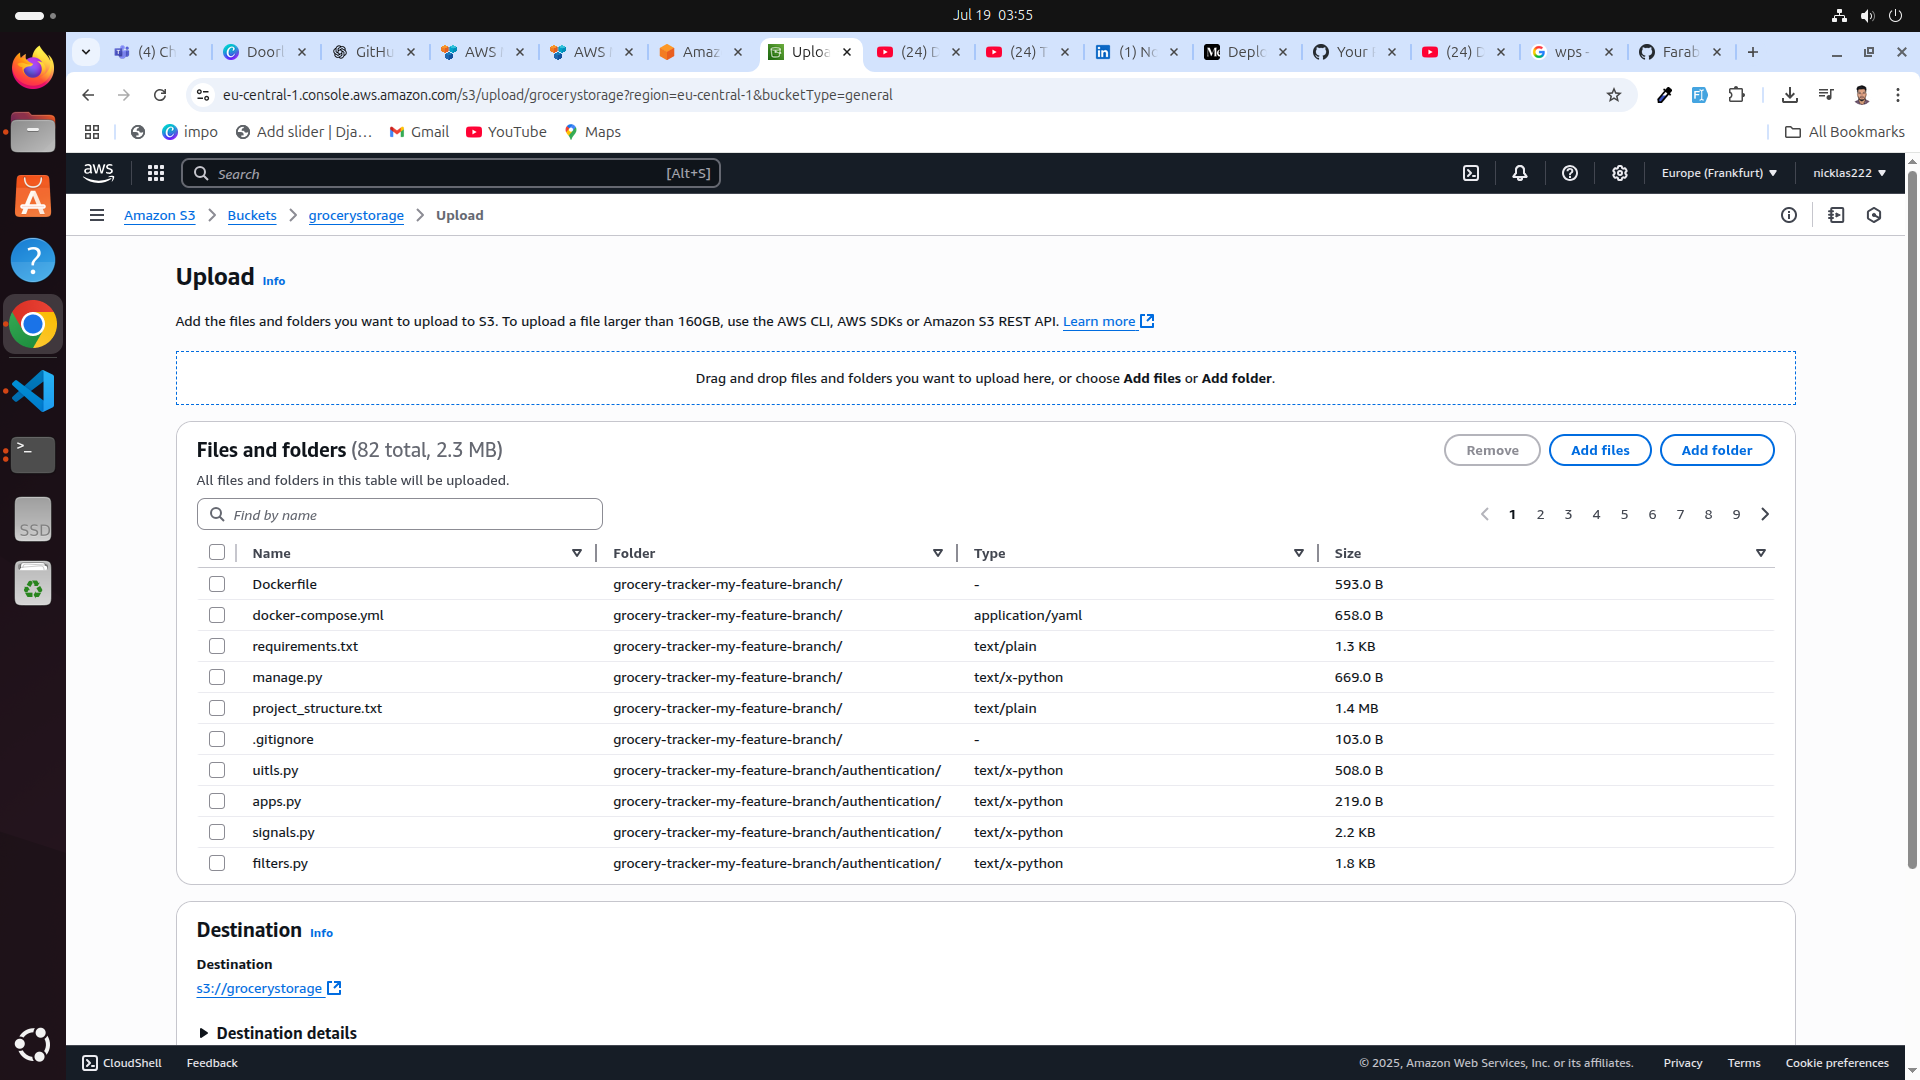 Jul 19 03:55
(4) Ch
Doorl
GitHu
AWS
AWS
Amaz
Uploa
(24) D
(24) T
(1) No
Deplo
Your
(24) D
wps -
Farab
eu-central-1.console.aws.amazon.com/s3/upload/grocerystorage?region=eu-central-1&bucketType=general
impo
Add slider | Dja…
Gmail
YouTube
Maps
All Bookmarks
aws
Search
[Alt+S]
Europe (Frankfurt)
nicklas222
Amazon S3
Buckets
grocerystorage
Upload
Upload Info
Add the files and folders you want to upload to S3. To upload a file larger than 160GB, use the AWS CLI, AWS SDKs or Amazon S3 REST API. Learn more
Drag and drop files and folders you want to upload here, or choose Add files or Add folder.
Files and folders (82 total, 2.3 MB)
Remove
Add files
Add folder
All files and folders in this table will be uploaded.
Find by name
1 2 3 4 5 6 7 8 9
Name Folder Type Size
Dockerfile grocery-tracker-my-feature-branch/ - 593.0 B
docker-compose.yml grocery-tracker-my-feature-branch/ application/yaml 658.0 B
requirements.txt grocery-tracker-my-feature-branch/ text/plain 1.3 KB
manage.py grocery-tracker-my-feature-branch/ text/x-python 669.0 B
project_structure.txt grocery-tracker-my-feature-branch/ text/plain 1.4 MB
.gitignore grocery-tracker-my-feature-branch/ - 103.0 B
uitls.py grocery-tracker-my-feature-branch/authentication/ text/x-python 508.0 B
apps.py grocery-tracker-my-feature-branch/authentication/ text/x-python 219.0 B
signals.py grocery-tracker-my-feature-branch/authentication/ text/x-python 2.2 KB
filters.py grocery-tracker-my-feature-branch/authentication/ text/x-python 1.8 KB
Destination Info
Destination
s3://grocerystorage
Destination details
SSD
CloudShell
Feedback
© 2025, Amazon Web Services, Inc. or its affiliates.
Privacy
Terms
Cookie preferences